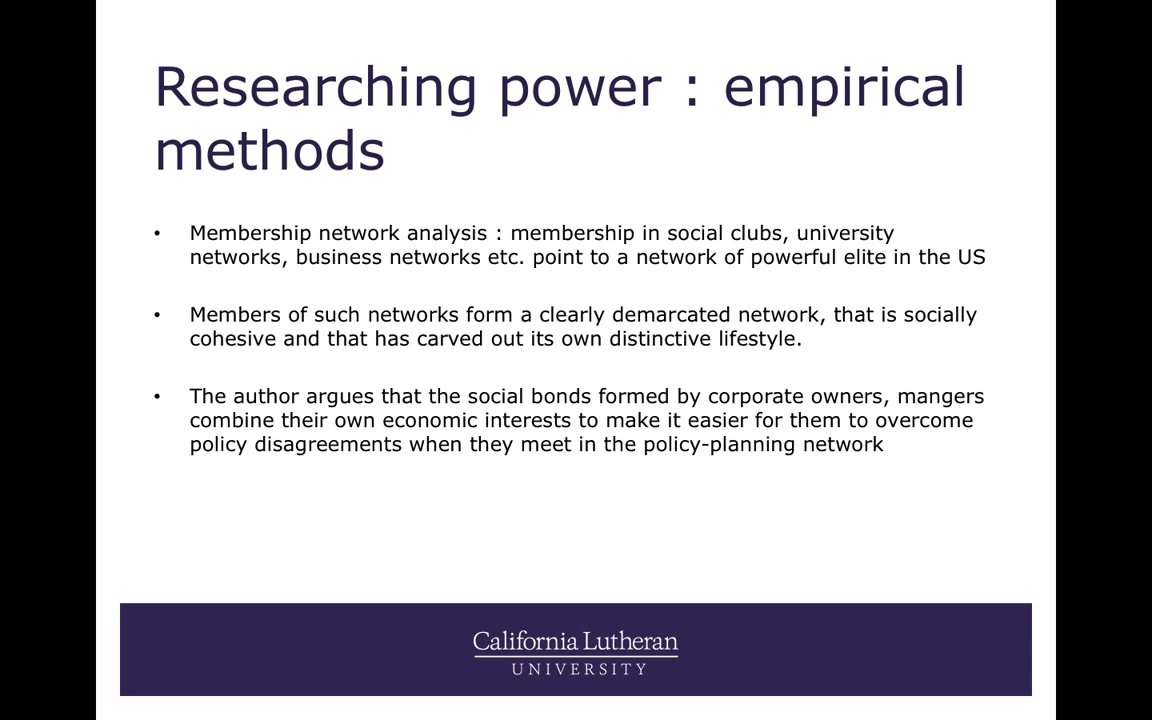 Researching power : empirical
methods
• Membership network analysis : membership in social clubs, university
networks, business networks etc. point to a network of powerful elite in the US
• Members of such networks form a clearly demarcated network, that is socially
cohesive and that has carved out its own distinctive lifestyle.
• The author argues that the social bonds formed by corporate owners, mangers
combine their own economic interests to make it easier for them to overcome
policy disagreements when they meet in the policy-planning network
California Lutheran
UNIVERSITY